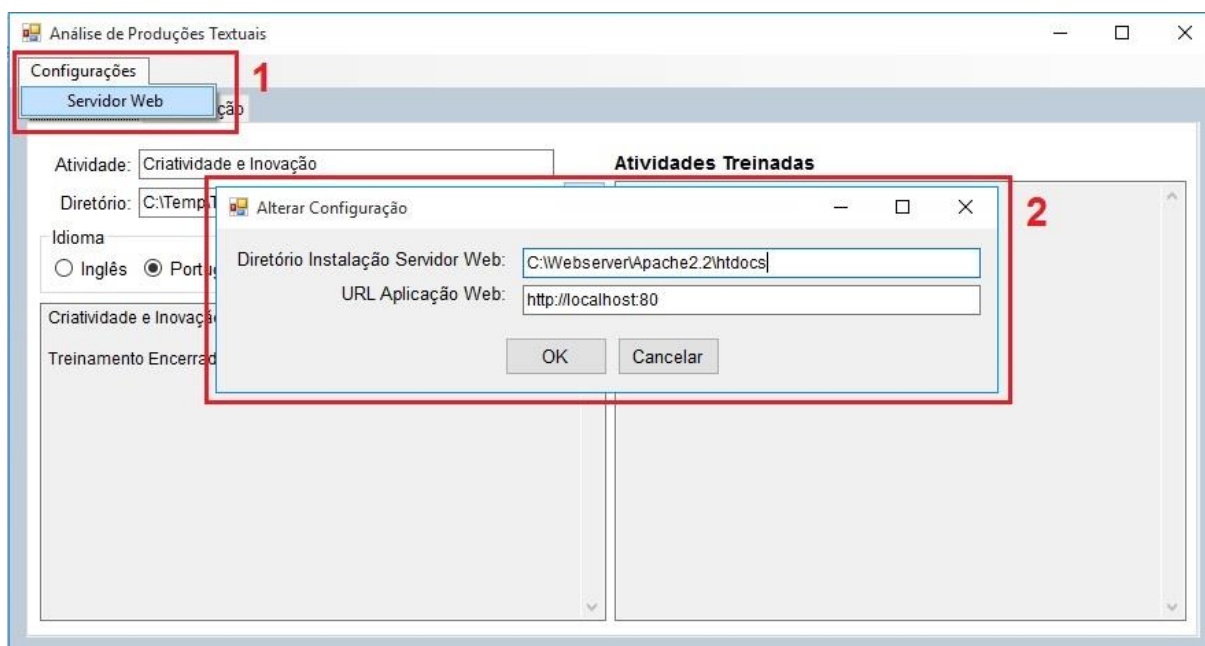 Análise de Produções Textuais
Configurações
1
Servidor Web
ção
Atividade: Criatividade e Inovação
Atividades Treinadas
Diretório: C:\Temp\T
2
Alterar Configuração
Idioma
Inglês
Diretório Instalação Servidor Web: C:\Webserver\Apache2.2\htdocs
URL Aplicação Web: http://localhost:80
Criatividade e Inovaçã
OK Cancelar
Treinamento Encerrad